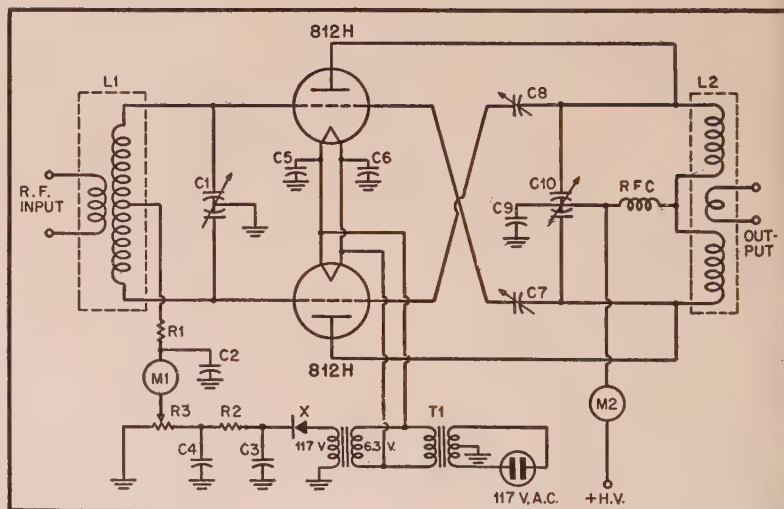 812H
L1
L2
C8
C5
C6
C1
R.F.
INPUT
C9
C10
RFC
OUT-
PUT
C7
R1
C2
M1
812H
M2
R3
R2
X
T1
117 V
6.3 V.
C4
C3
117 V. A.C.
+H.V.